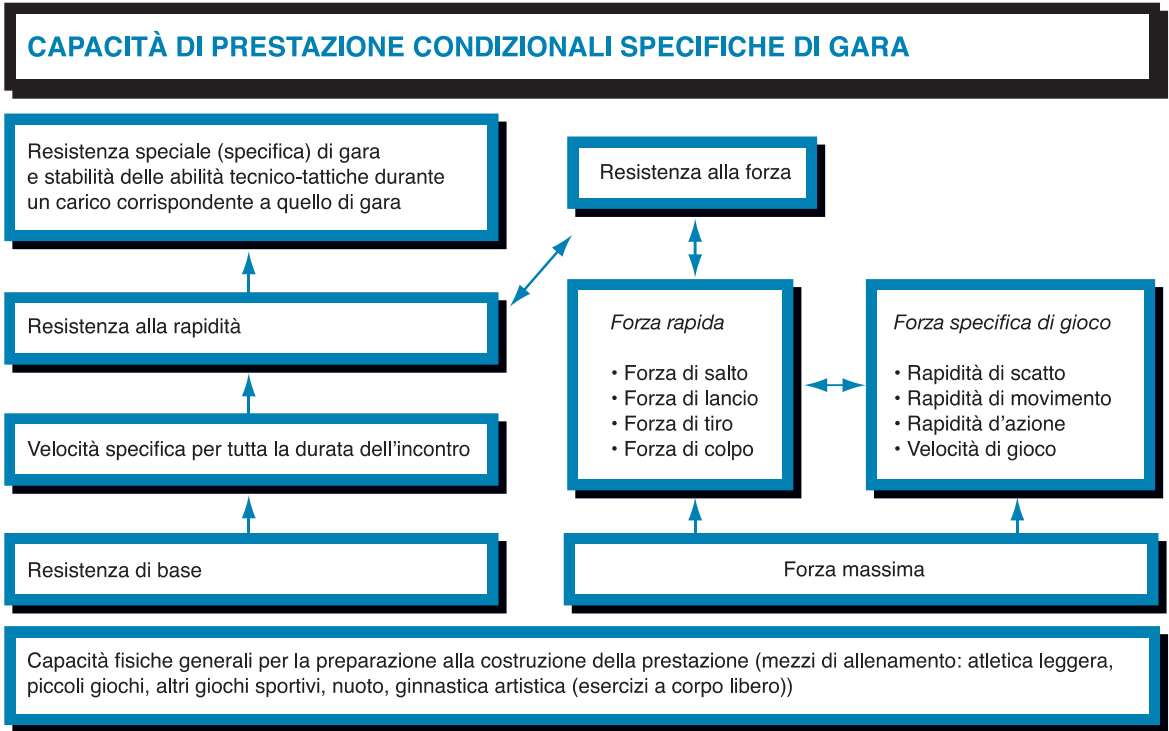 CAPACITÀ DI PRESTAZIONE CONDIZIONALI SPECIFICHE DI GARA
Resistenza speciale (specifica) di gara
e stabilità delle abilità tecnico-tattiche durante
un carico corrispondente a quello di gara
Resistenza alla forza
Resistenza alla rapidità
Forza rapida
• Forza di salto
• Forza di lancio
• Forza di tiro
• Forza di colpo
Forza specifica di gioco
• Rapidità di scatto
• Rapidità di movimento
• Rapidità d'azione
• Velocità di gioco
Velocità specifica per tutta la durata dell'incontro
Resistenza di base
Forza massima
Capacità fisiche generali per la preparazione alla costruzione della prestazione (mezzi di allenamento: atletica leggera,
piccoli giochi, altri giochi sportivi, nuoto, ginnastica artistica (esercizi a corpo libero))